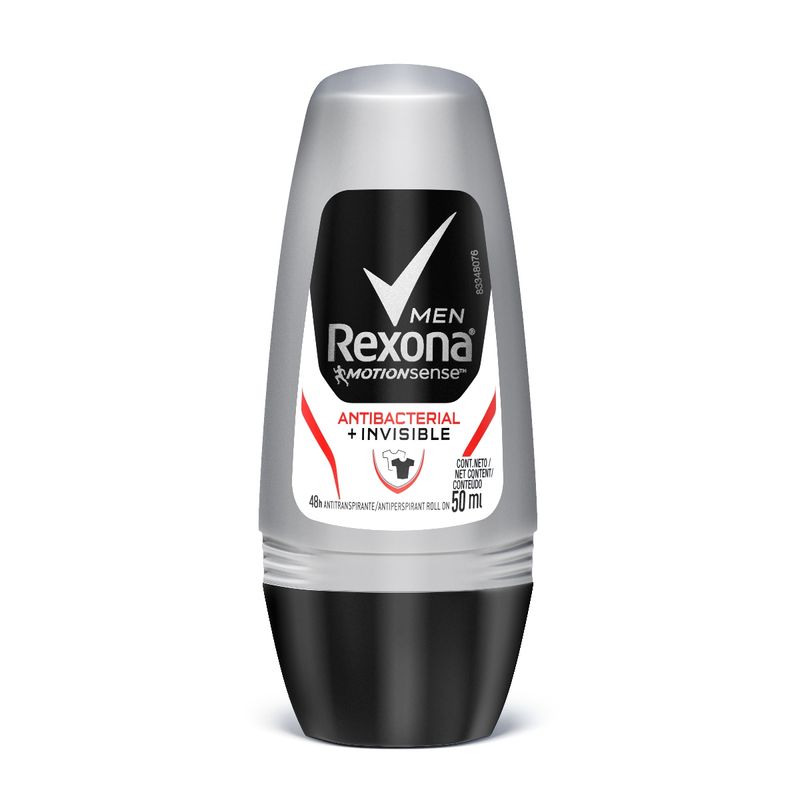 83348076
MEN
Rexona®
MOTIONSENSE™
ANTIBACTERIAL
+ INVISIBLE
CONT.NETO /
NET CONTENT/
CONTEÚDO
48h ANTITRANSPIRANTE/ANTIPERSPIRANT ROLL ON 50 ml